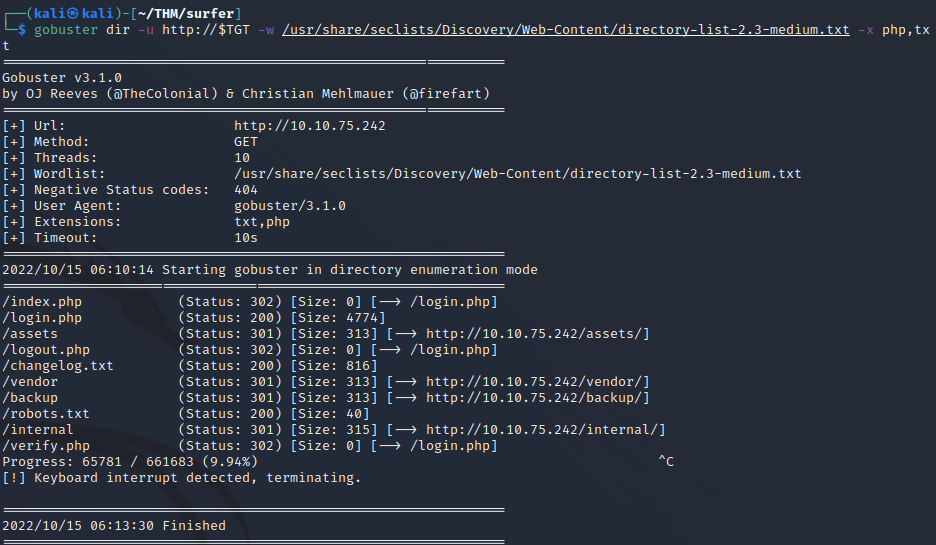 ┌──(kali㉿kali)-[~/THM/surfer]
└─$ gobuster dir -u http://$TGT -w /usr/share/seclists/Discovery/Web-Content/directory-list-2.3-medium.txt -x php,tx
t
===============================================================
Gobuster v3.1.0
by OJ Reeves (@TheColonial) & Christian Mehlmauer (@firefart)
===============================================================
[+] Url:                     http://10.10.75.242
[+] Method:                  GET
[+] Threads:                 10
[+] Wordlist:                /usr/share/seclists/Discovery/Web-Content/directory-list-2.3-medium.txt
[+] Negative Status codes:   404
[+] User Agent:              gobuster/3.1.0
[+] Extensions:              txt,php
[+] Timeout:                 10s
===============================================================
2022/10/15 06:10:14 Starting gobuster in directory enumeration mode
===============================================================
/index.php            (Status: 302) [Size: 0] [--> /login.php]
/login.php            (Status: 200) [Size: 4774]
/assets               (Status: 301) [Size: 313] [--> http://10.10.75.242/assets/]
/logout.php           (Status: 302) [Size: 0] [--> /login.php]
/changelog.txt        (Status: 200) [Size: 816]
/vendor               (Status: 301) [Size: 313] [--> http://10.10.75.242/vendor/]
/backup               (Status: 301) [Size: 313] [--> http://10.10.75.242/backup/]
/robots.txt           (Status: 200) [Size: 40]
/internal             (Status: 301) [Size: 315] [--> http://10.10.75.242/internal/]
/verify.php           (Status: 302) [Size: 0] [--> /login.php]
Progress: 65781 / 661683 (9.94%)                                                  ^C
[!] Keyboard interrupt detected, terminating.

===============================================================
2022/10/15 06:13:30 Finished
===============================================================